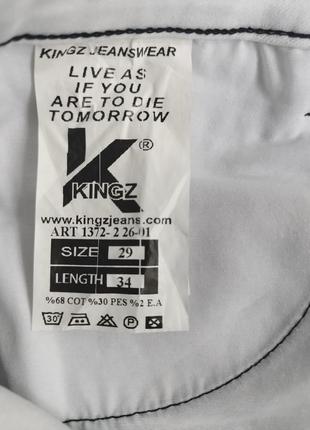 KINGZ JEANSWEAR
LIVE AS
IF YOU
ARE TO DIE
TOMORROW
K®
KINGZ
www.kingzjeans.com
ART 1372- 2 26-01
SIZE 29
LENGTH 34
%68 COT %30 PES %2 E.A
30 P